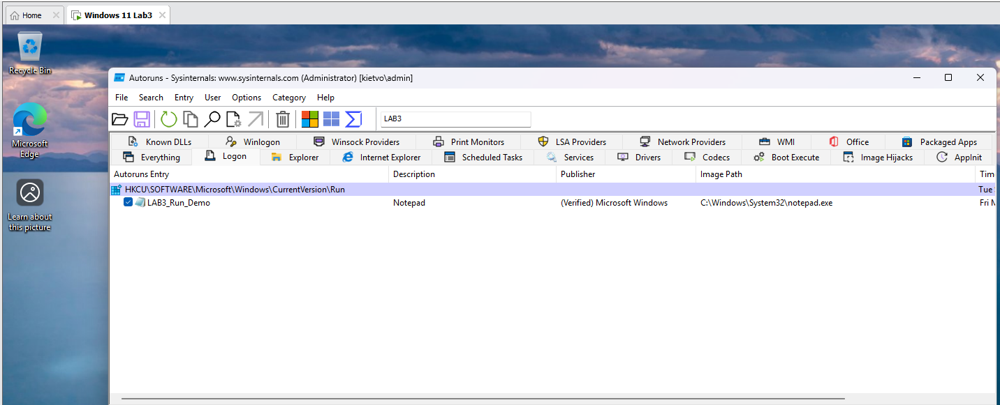 Home
Windows 11 Lab3
Recycle Bin
Microsoft
Edge
Learn about
this picture
Autoruns - Sysinternals: www.sysinternals.com (Administrator) [kietvo\admin]
File Search Entry User Options Category Help
LAB3
Known DLLs Winlogon Winsock Providers Print Monitors LSA Providers Network Providers WMI Office Packaged Apps
Everything Logon Explorer Internet Explorer Scheduled Tasks Services Drivers Codecs Boot Execute Image Hijacks AppInit
Autoruns Entry Description Publisher Image Path Tim
HKCU\SOFTWARE\Microsoft\Windows\CurrentVersion\Run Tue
LAB3_Run_Demo Notepad (Verified) Microsoft Windows C:\Windows\System32\notepad.exe Fri M